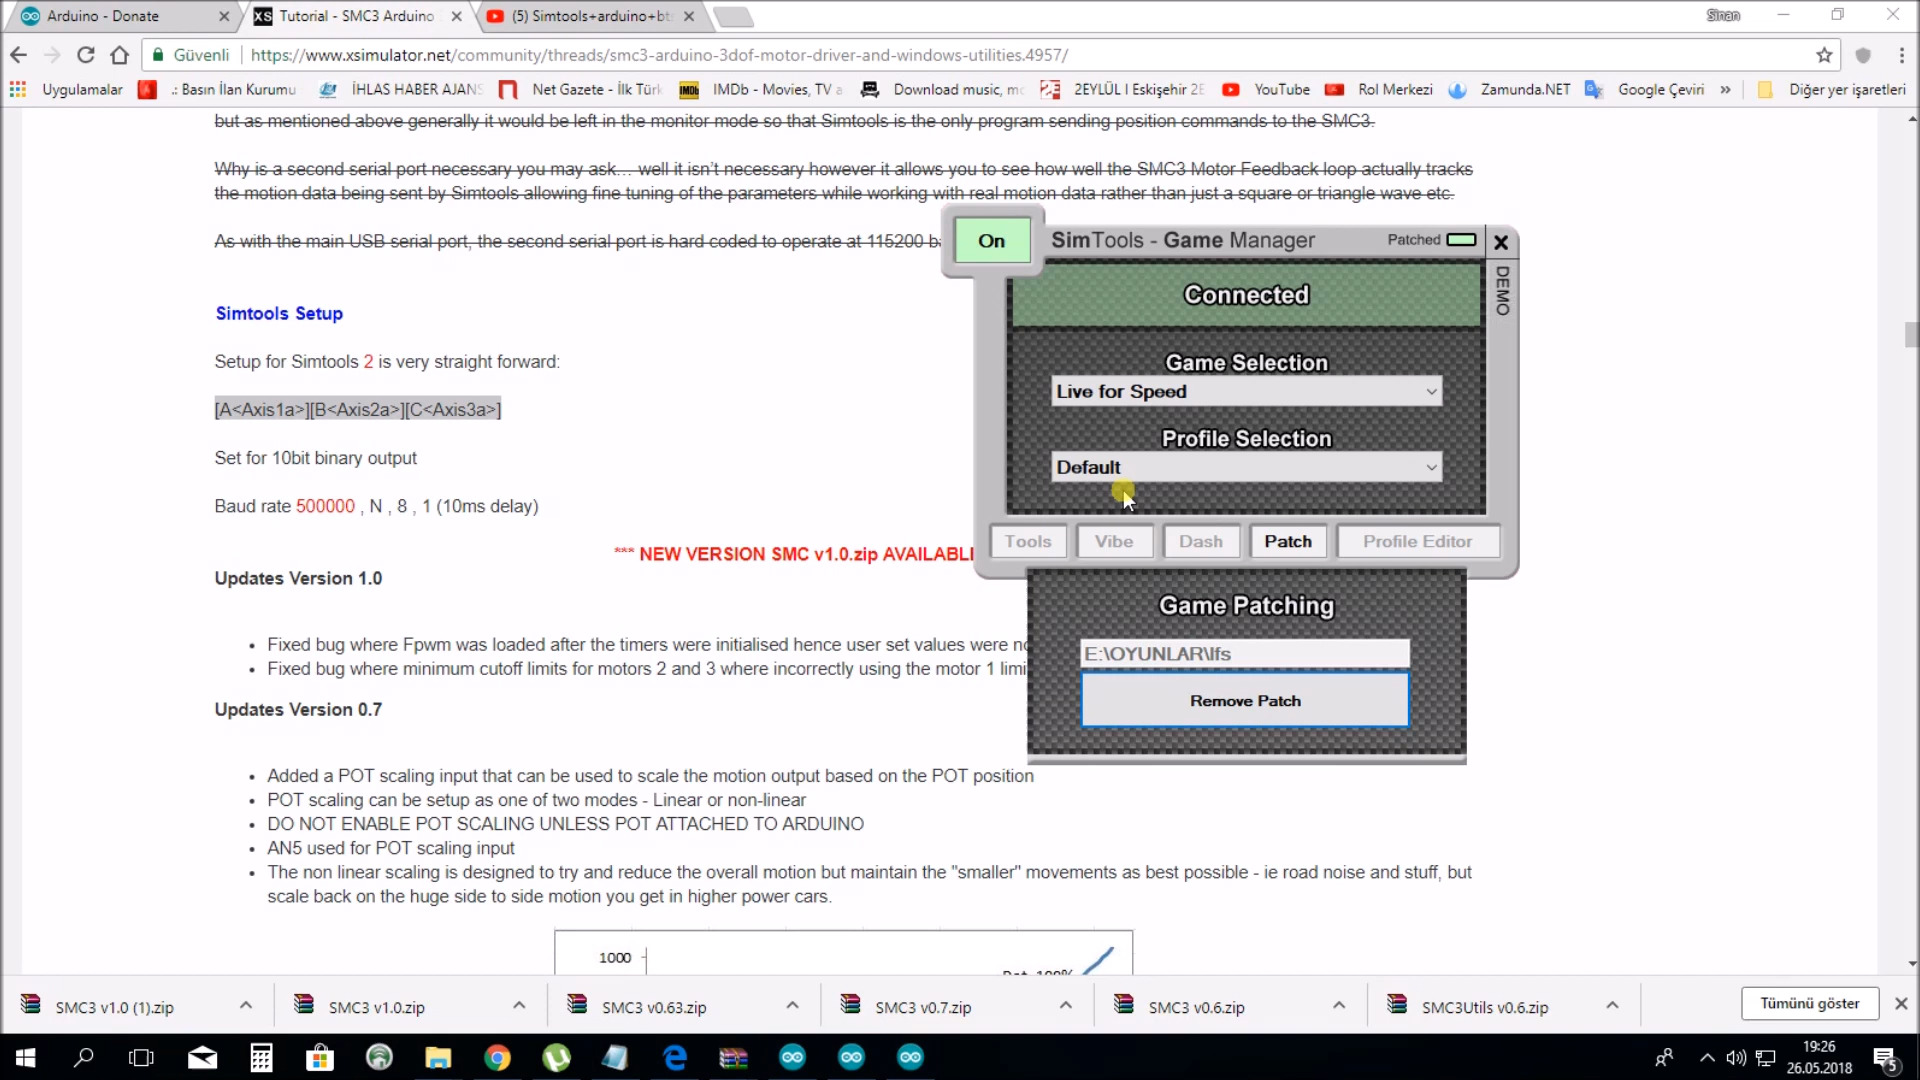 Arduino - Donate
Tutorial - SMC3 Arduino
(5) Simtools+arduino+bt
Sinan
Güvenli
https://www.xsimulator.net/community/threads/smc3-arduino-3dof-motor-driver-and-windows-utilities.4957/
Uygulamalar
.: Basın İlan Kurumu
İHLAS HABER AJANS
Net Gazete - İlk Türk
IMDb - Movies, TV a
Download music, mo
2EYLÜL I Eskişehir 2E
YouTube
Rol Merkezi
Zamunda.NET
Google Çeviri
»
Diğer yer işaretleri
but as mentioned above generally it would be left in the monitor mode so that Simtools is the only program sending position commands to the SMC3.
Why is a second serial port necessary you may ask… well it isn't necessary however it allows you to see how well the SMC3 Motor Feedback loop actually tracks
the motion data being sent by Simtools allowing fine tuning of the parameters while working with real motion data rather than just a square or triangle wave etc.
As with the main USB serial port, the second serial port is hard coded to operate at 115200 ba
Simtools Setup
Setup for Simtools 2 is very straight forward:
[A<Axis1a>][B<Axis2a>][C<Axis3a>]
Set for 10bit binary output
Baud rate 500000 , N , 8 , 1 (10ms delay)
*** NEW VERSION SMC v1.0.zip AVAILABL
Updates Version 1.0
• Fixed bug where Fpwm was loaded after the timers were initialised hence user set values were no
• Fixed bug where minimum cutoff limits for motors 2 and 3 where incorrectly using the motor 1 limi
Updates Version 0.7
• Added a POT scaling input that can be used to scale the motion output based on the POT position
• POT scaling can be setup as one of two modes - Linear or non-linear
• DO NOT ENABLE POT SCALING UNLESS POT ATTACHED TO ARDUINO
• AN5 used for POT scaling input
• The non linear scaling is designed to try and reduce the overall motion but maintain the "smaller" movements as best possible - ie road noise and stuff, but
scale back on the huge side to side motion you get in higher power cars.
1000
On
SimTools - Game Manager
Patched
DEMO
Connected
Game Selection
Live for Speed
Profile Selection
Default
Tools
Vibe
Dash
Patch
Profile Editor
Game Patching
E:\OYUNLAR\lfs
Remove Patch
SMC3 v1.0 (1).zip
SMC3 v1.0.zip
SMC3 v0.63.zip
SMC3 v0.7.zip
SMC3 v0.6.zip
SMC3Utils v0.6.zip
Tümünü göster
19:26
26.05.2018
5